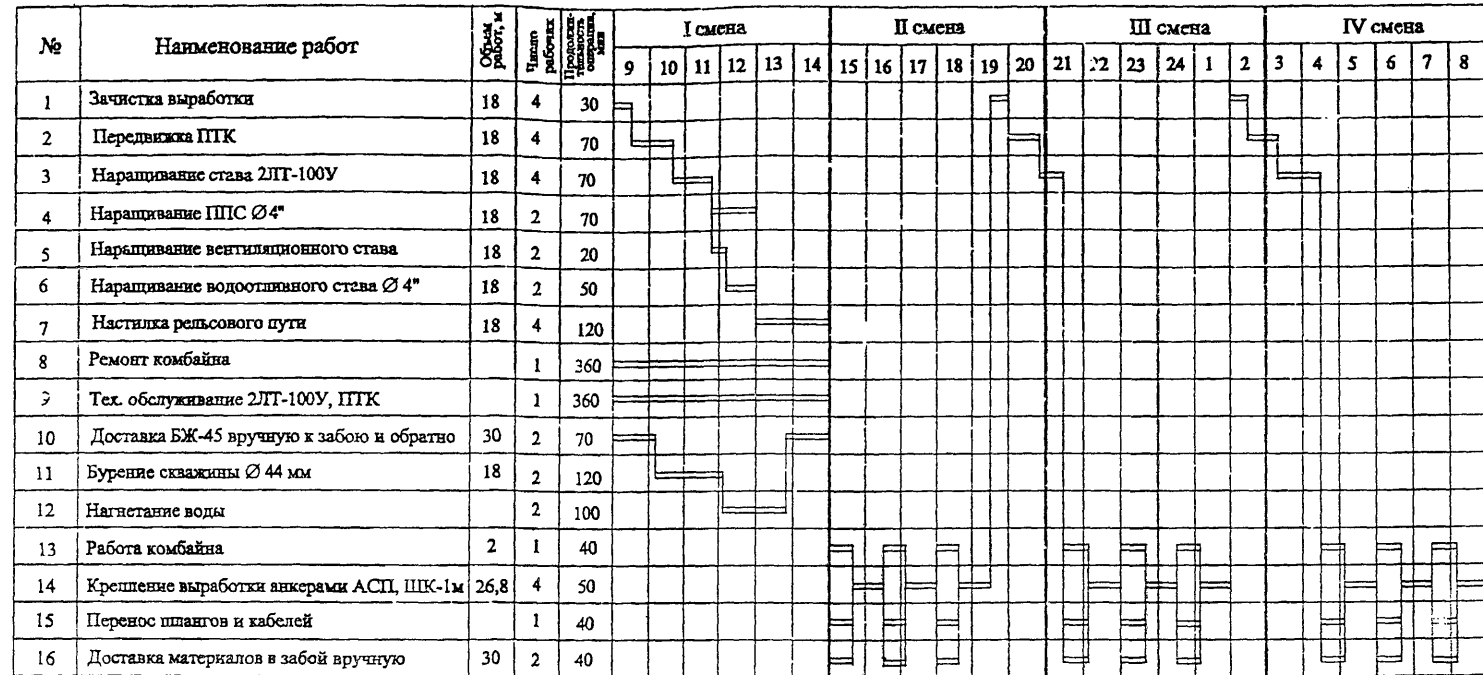 № Наименование работ Объем работ, м Число рабочих Продолжительность операции, мин I смена II смена III смена IV смена
9 10 11 12 13 14 15 16 17 18 19 20 21 22 23 24 1 2 3 4 5 6 7 8
1 Зачистка выработки 18 4 30
2 Передвижка ПТК 18 4 70
3 Наращивание става 2ЛТ-100У 18 4 70
4 Наращивание ППС Ø4" 18 2 70
5 Наращивание вентиляционного става 18 2 20
6 Наращивание водоотливного става Ø 4" 18 2 50
7 Настилка рельсового пути 18 4 120
8 Ремонт комбайна 1 360
9 Тех. обслуживание 2ЛТ-100У, ПТК 1 360
10 Доставка БЖ-45 вручную к забою и обратно 30 2 70
11 Бурение скважины Ø 44 мм 18 2 120
12 Нагнетание воды 2 100
13 Работа комбайна 2 1 40
14 Крепление выработки анкерами АСП, ШК-1м 26,8 4 50
15 Перенос шлангов и кабелей 1 40
16 Доставка материалов в забой вручную 30 2 40